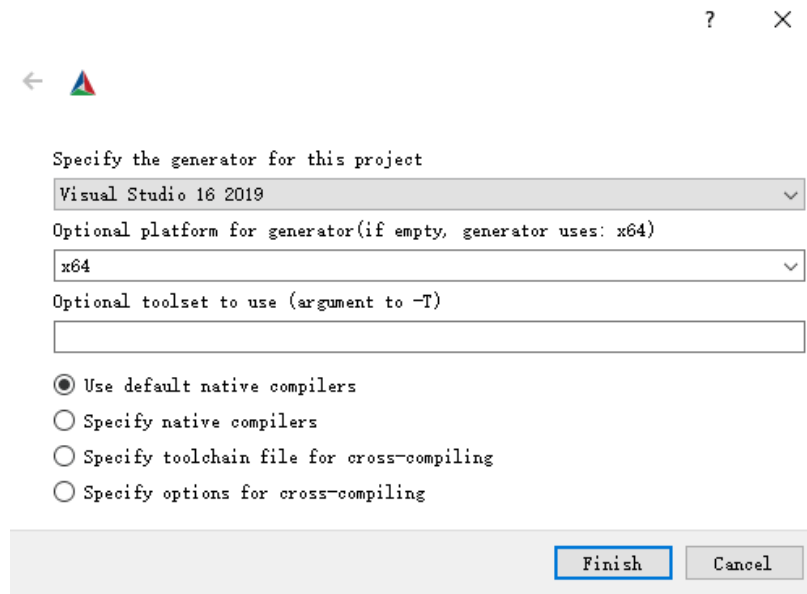 ?
Specify the generator for this project
Visual Studio 16 2019
Optional platform for generator(if empty, generator uses: x64)
x64
Optional toolset to use (argument to -T)
Use default native compilers
Specify native compilers
Specify toolchain file for cross-compiling
Specify options for cross-compiling
Finish Cancel